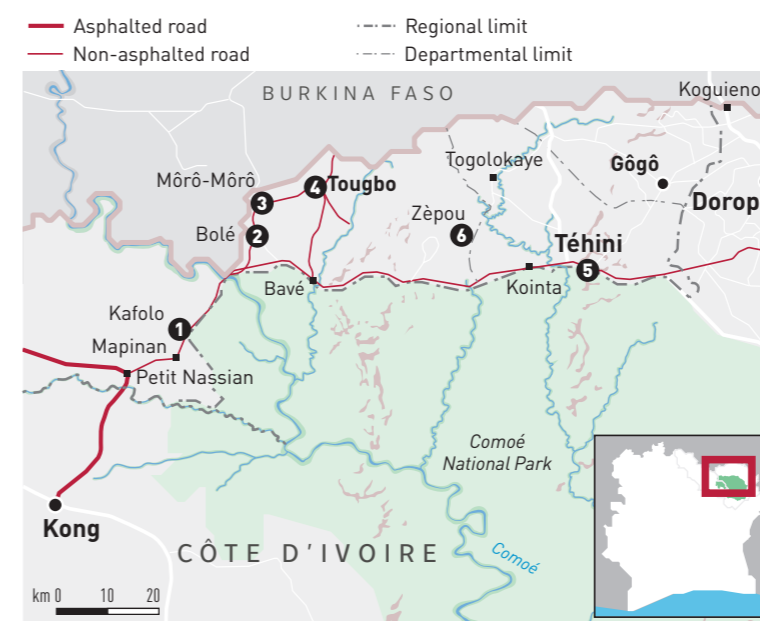 Asphalted road
Regional limit
Non-asphalted road
Departmental limit
BURKINA FASO
Koguieno
Togolokaye
Gôgô
Môrô-Môrô
3
4
Tougbo
Dorop
Zèpou
Bolé
2
6
Téhini
5
Bavé
Kointa
Kafolo
1
Mapinan
Petit Nassian
Comoé
National Park
Kong
CÔTE D'IVOIRE
Comoé
km 0 10 20